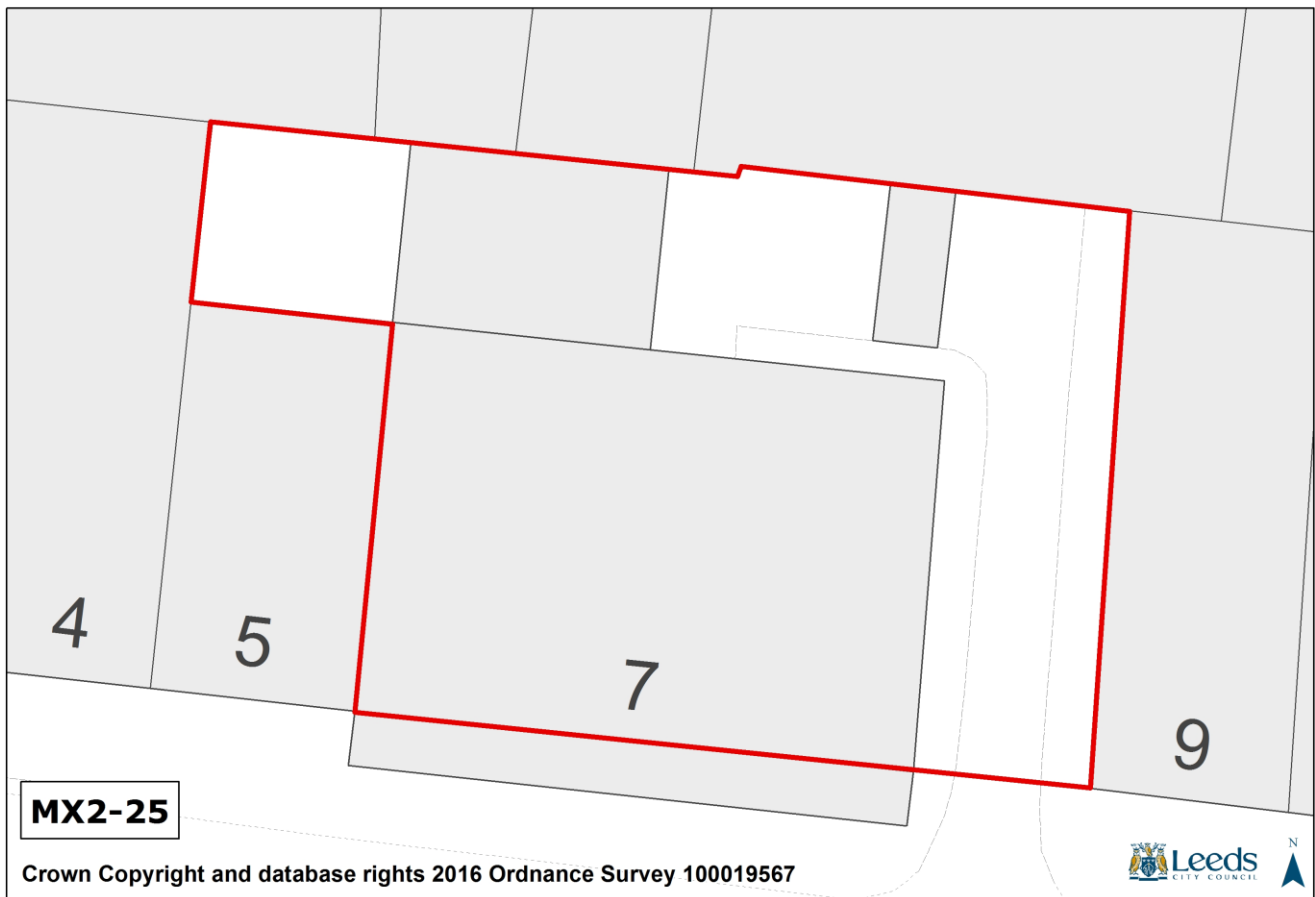 4
5
7
9
MX2-25
Crown Copyright and database rights 2016 Ordnance Survey 100019567
Leeds
CITY COUNCIL
N